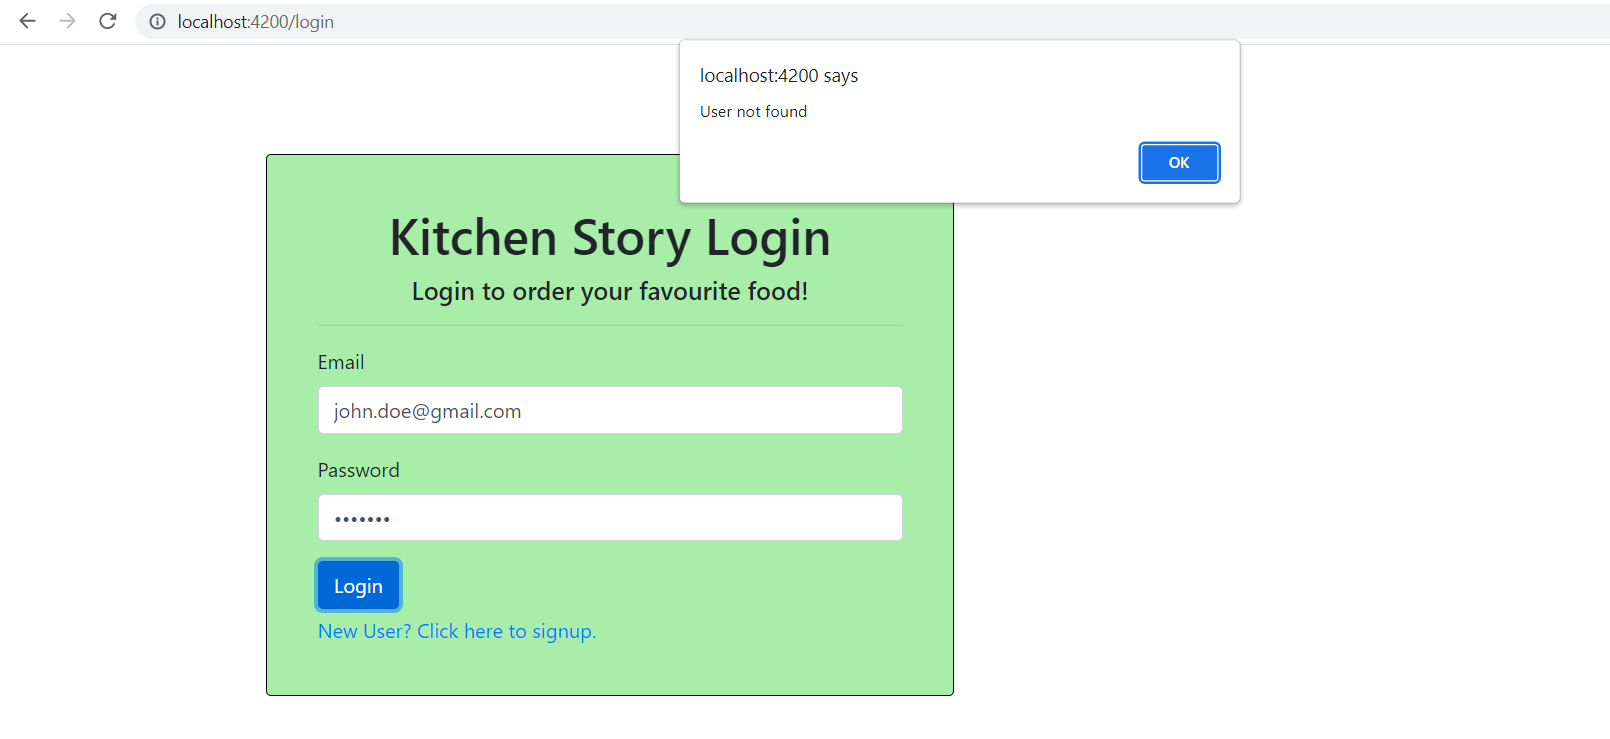 localhost:4200/login
localhost:4200 says
User not found
OK
Kitchen Story Login
Login to order your favourite food!
Email
john.doe@gmail.com
Password
•••••••
Login
New User? Click here to signup.